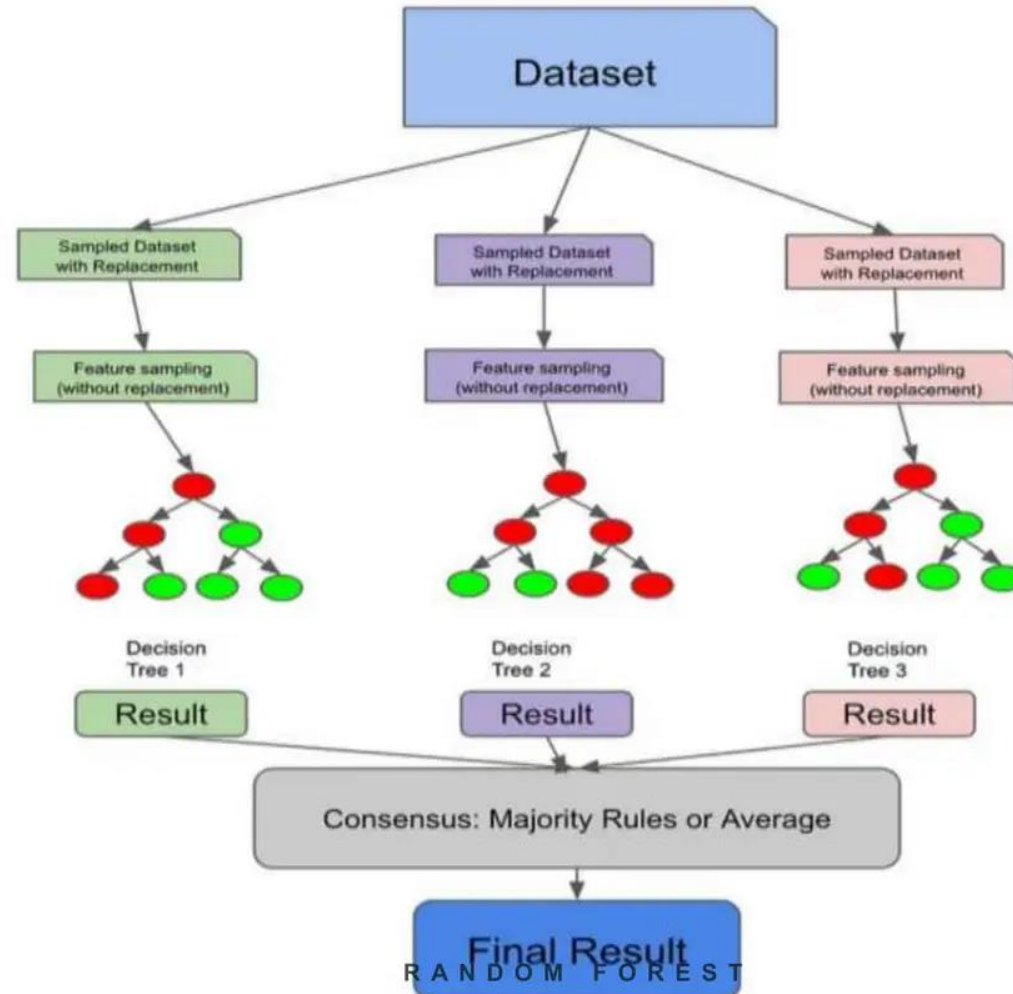 Dataset
Sampled Dataset
with Replacement
Sampled Dataset
with Replacement
Sampled Dataset
with Replacement
Feature sampling
(without replacement)
Feature sampling
(without replacement)
Feature sampling
(without replacement)
Decision
Tree 1
Decision
Tree 2
Decision
Tree 3
Result
Result
Result
Consensus: Majority Rules or Average
Final Result
RANDOM FOREST